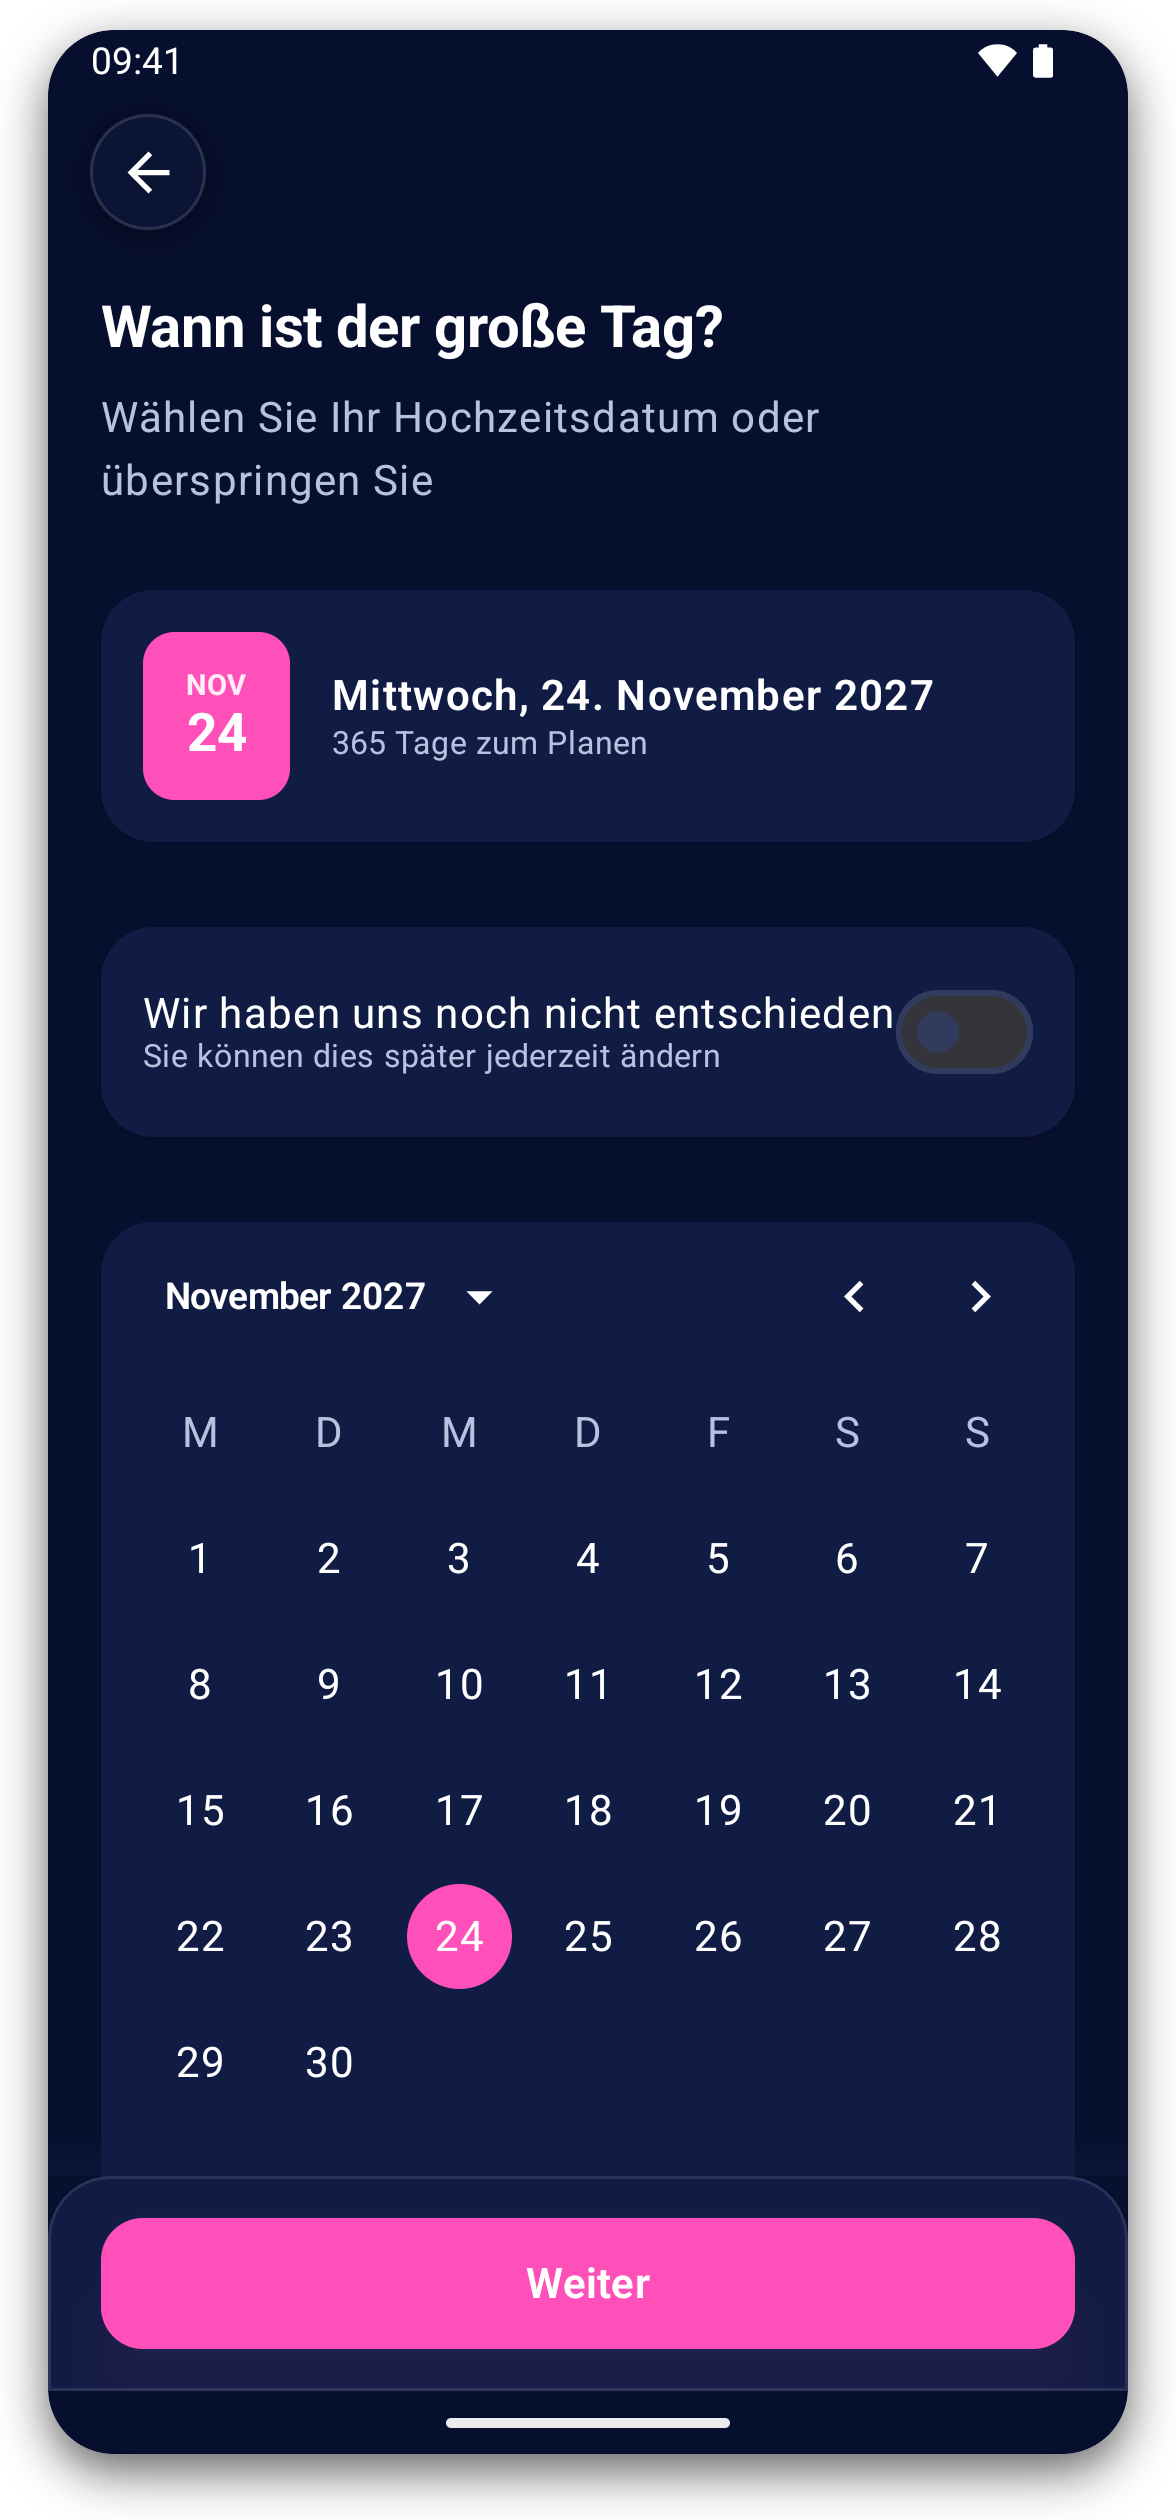 09:41
Wann ist der große Tag?
Wählen Sie Ihr Hochzeitsdatum oder
überspringen Sie
NOV
24
Mittwoch, 24. November 2027
365 Tage zum Planen
Wir haben uns noch nicht entschieden
Sie können dies später jederzeit ändern
November 2027
M D M D F S S
1 2 3 4 5 6 7
8 9 10 11 12 13 14
15 16 17 18 19 20 21
22 23 24 25 26 27 28
29 30
Weiter